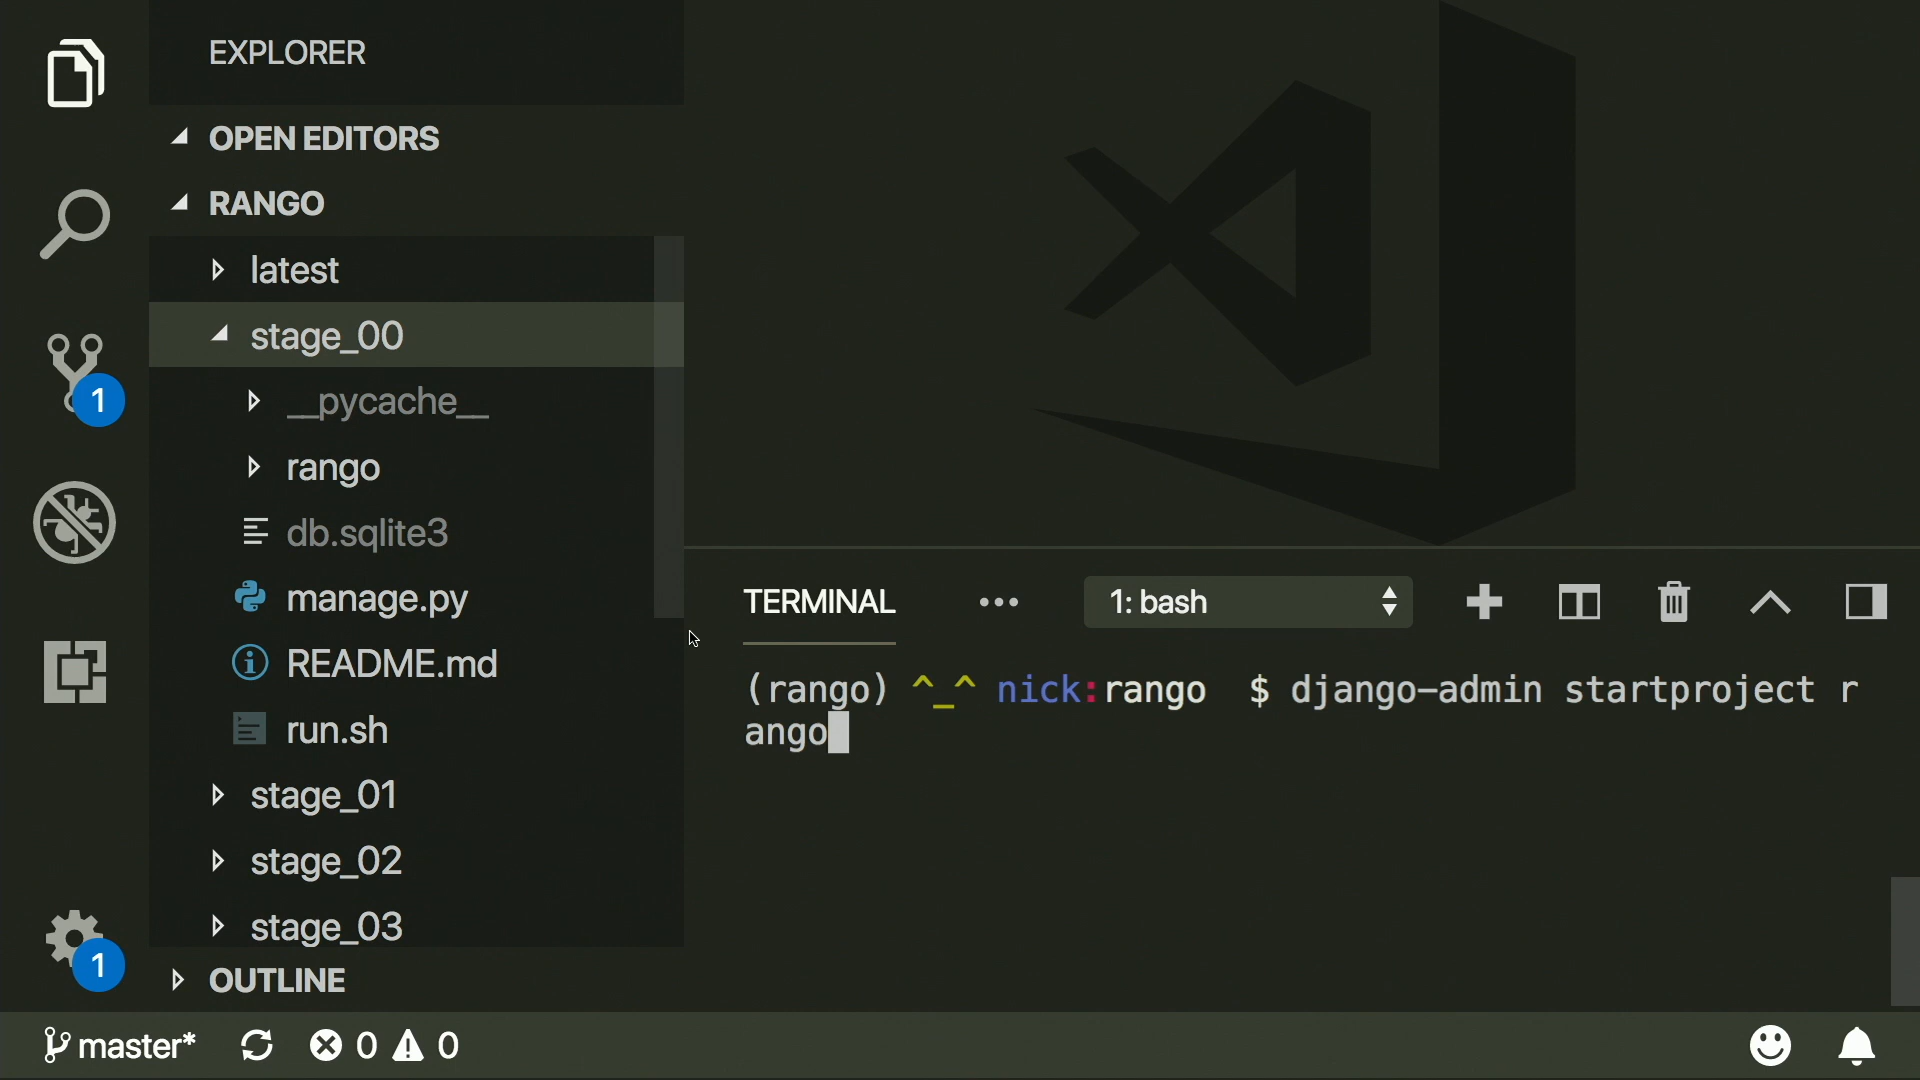 EXPLORER
OPEN EDITORS
RANGO
latest
stage_00
1
__pycache__
rango
db.sqlite3
manage.py
README.md
run.sh
stage_01
stage_02
stage_03
1
OUTLINE
TERMINAL
1: bash
(rango) ^_^ nick:rango  $ django-admin startproject r
ango
master*
0
0